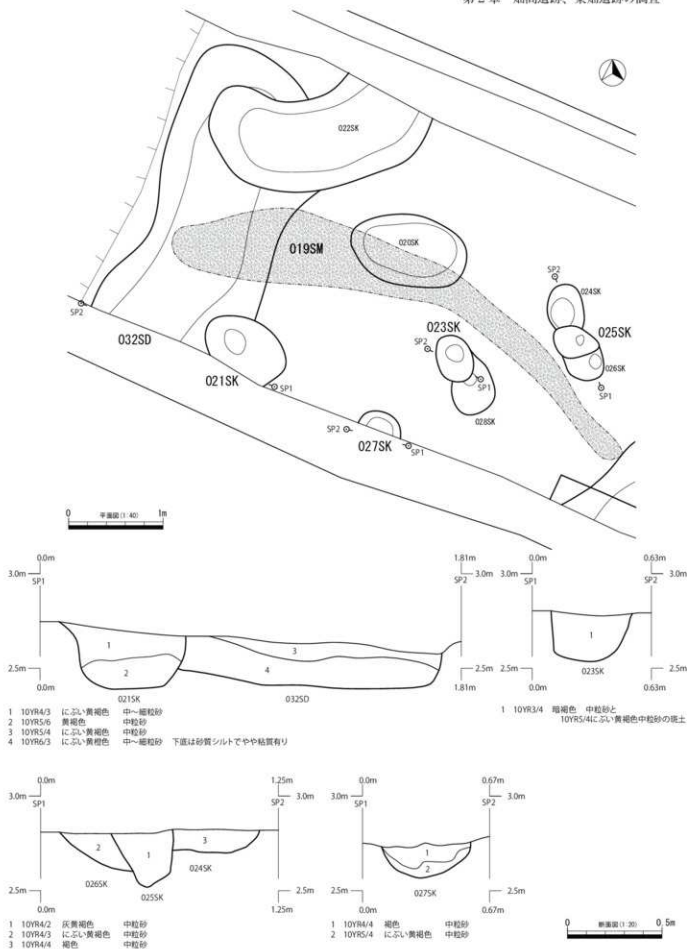 第2章 畑間遺跡、東畑遺跡の調査
022SK
019SM
020SK
SP2
024SK
025SK
026SK
SP1
023SK
SP2
SP1
028SK
SP2
032SD
021SK
SP1
SP2
027SK
SP1
0 平面図(1:40) 1m
0.0m 1.81m
3.0m 3.0m
SP1 SP2
1 3
2 4
2.5m 2.5m
0.0m 1.81m
021SK 032SD
1 10YR4/3 にぶい黄褐色 中~細粒砂
2 10YR5/6 黄褐色 中粒砂
3 10YR5/4 にぶい黄褐色 中粒砂
4 10YR6/3 にぶい黄橙色 中~細粒砂 下底は砂質シルトでやや粘質有り
0.0m 0.63m
3.0m 3.0m
SP1 SP2
1
2.5m 2.5m
023SK
0.0m 0.63m
1 10YR3/4 暗褐色 中粒砂と
10YR5/4にぶい黄褐色中粒砂の斑土
0.0m 1.25m
3.0m 3.0m
SP1 SP2
2 1 3
026SK 024SK
025SK
2.5m 2.5m
0.0m 1.25m
1 10YR4/2 灰黄褐色 中粒砂
2 10YR4/3 にぶい黄褐色 中粒砂
3 10YR4/4 褐色 中粒砂
0.0m 0.67m
3.0m 3.0m
SP1 SP2
1
2
027SK
2.5m 2.5m
0.0m 0.67m
1 10YR4/4 褐色 中粒砂
2 10YR5/4 にぶい黄褐色 中粒砂
0 断面図(1:20) 0.5m